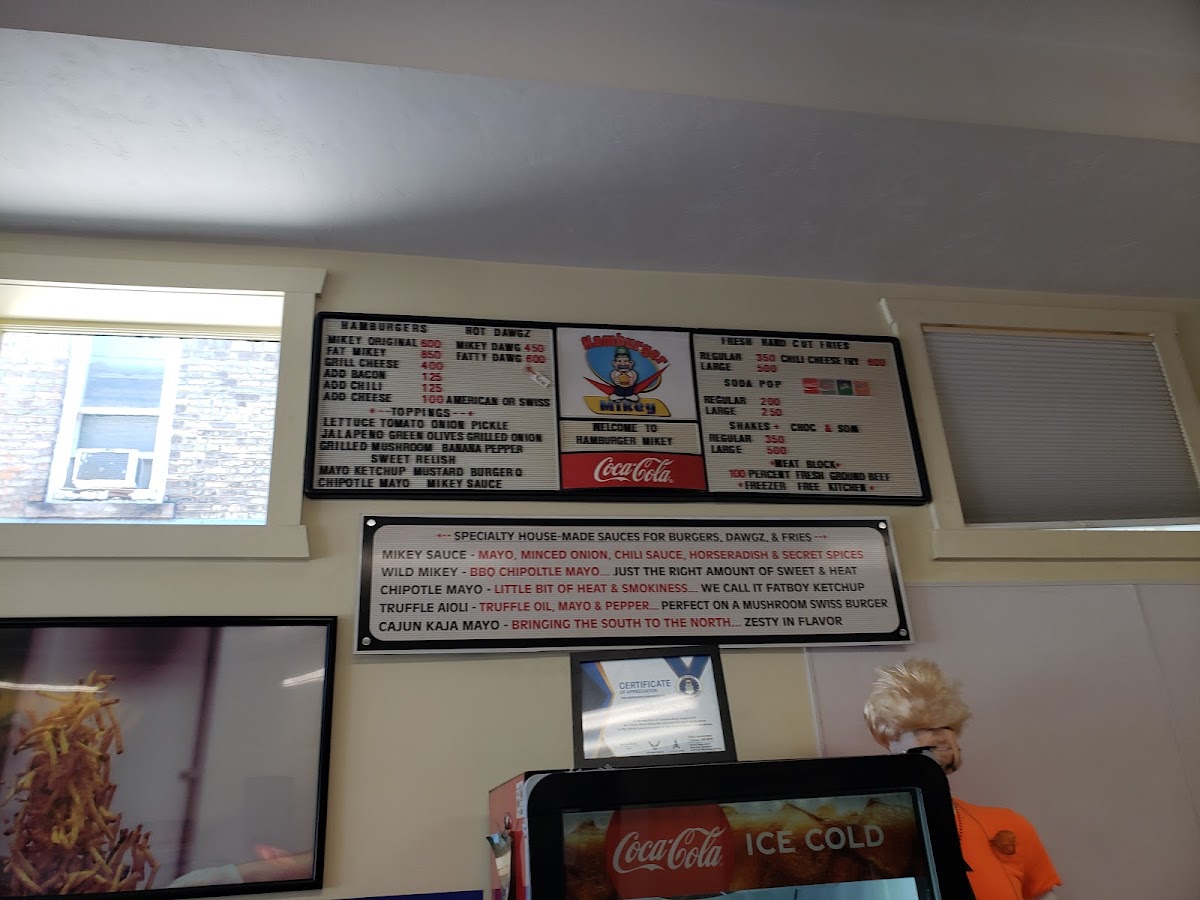 HAMBURGERS
MIKEY ORIGINAL 600
FAT MIKEY 850
GRILL CHEESE 400
ADD BACON 125
ADD CHILI 125
ADD CHEESE 100 AMERICAN OR SWISS
HOT DAWGZ
MIKEY DAWG 450
FATTY DAWG 600
TOPPINGS
LETTUCE TOMATO ONION PICKLE
JALAPENO GREEN OLIVES GRILLED ONION
GRILLED MUSHROOM BANANA PEPPER
SWEET RELISH
MAYO KETCHUP MUSTARD BURGER Q
CHIPOTLE MAYO MIKEY SAUCE
Hamburger
Mikey
WELCOME TO
HAMBURGER MIKEY
Coca-Cola
FRESH HAND CUT FRIES
REGULAR 350 CHILI CHEESE FRY 600
LARGE 500
SODA POP
REGULAR 200
LARGE 250
SHAKES + CHOC & SOM
REGULAR 350
LARGE 500
MEAT BLOCK
100 PERCENT FRESH GROUND BEEF
FREEZER FREE KITCHEN
SPECIALTY HOUSE-MADE SAUCES FOR BURGERS, DAWGZ, & FRIES
MIKEY SAUCE - MAYO, MINCED ONION, CHILI SAUCE, HORSERADISH & SECRET SPICES
WILD MIKEY - BBQ CHIPOLTLE MAYO... JUST THE RIGHT AMOUNT OF SWEET & HEAT
CHIPOTLE MAYO - LITTLE BIT OF HEAT & SMOKINESS.... WE CALL IT FATBOY KETCHUP
TRUFFLE AIOLI - TRUFFLE OIL, MAYO & PEPPER... PERFECT ON A MUSHROOM SWISS BURGER
CAJUN KAJA MAYO - BRINGING THE SOUTH TO THE NORTH... ZESTY IN FLAVOR
CERTIFICATE
OF APPRECIATION
Coca-Cola ICE COLD